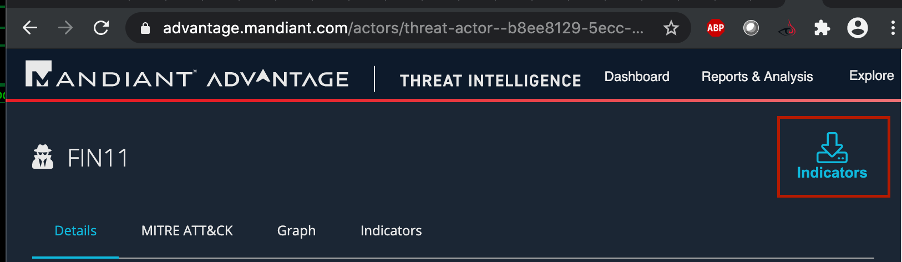 advantage.mandiant.com/actors/threat-actor--b8ee8129-5ecc-...
ABP
MANDIANT ADVANTAGE THREAT INTELLIGENCE Dashboard Reports & Analysis Explore
FIN11
Indicators
Details MITRE ATT&CK Graph Indicators